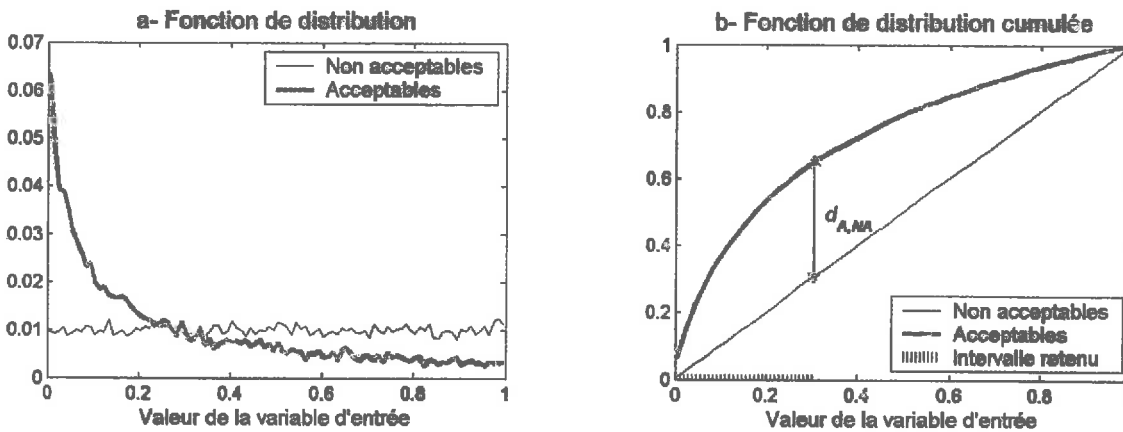 a- Fonction de distribution
0.07
0.06
0.05
0.04
0.03
0.02
0.01
0
0
0.2
0.4
0.6
0.8
1
Non acceptables
Acceptables
Valeur de la variable d'entrée
b- Fonction de distribution cumulée
1
0.8
0.6
0.4
0.2
0
0
0.2
0.4
0.6
0.8
d A,NA
Non acceptables
Acceptables
Intervalle retenu
Valeur de la variable d'entrée